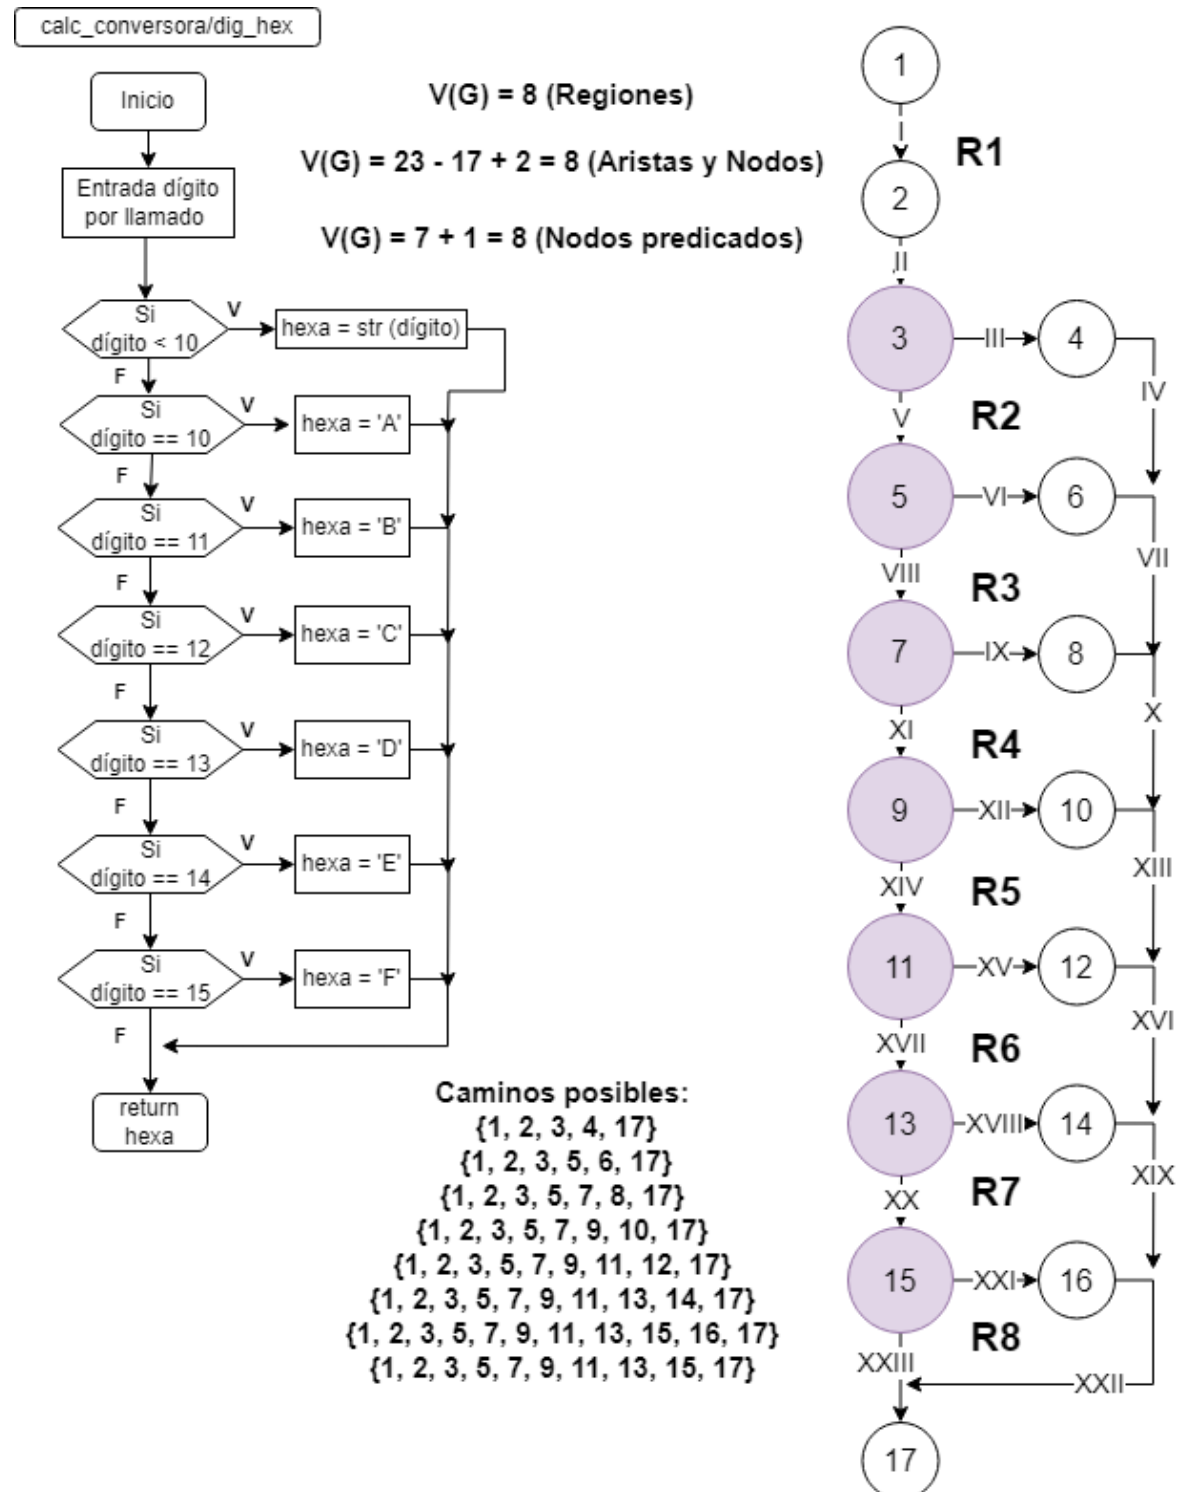 calc_conversora/dig_hex
Inicio
Entrada dígito
por llamado
Si
dígito < 10
V
hexa = str (dígito)
F
Si
dígito == 10
V
hexa = 'A'
F
Si
dígito == 11
V
hexa = 'B'
F
Si
dígito == 12
V
hexa = 'C'
F
Si
dígito == 13
V
hexa = 'D'
F
Si
dígito == 14
V
hexa = 'E'
F
Si
dígito == 15
V
hexa = 'F'
F
return
hexa
V(G) = 8 (Regiones)
V(G) = 23 - 17 + 2 = 8 (Aristas y Nodos)
V(G) = 7 + 1 = 8 (Nodos predicados)
Caminos posibles:
{1, 2, 3, 4, 17}
{1, 2, 3, 5, 6, 17}
{1, 2, 3, 5, 7, 8, 17}
{1, 2, 3, 5, 7, 9, 10, 17}
{1, 2, 3, 5, 7, 9, 11, 12, 17}
{1, 2, 3, 5, 7, 9, 11, 13, 14, 17}
{1, 2, 3, 5, 7, 9, 11, 13, 15, 16, 17}
{1, 2, 3, 5, 7, 9, 11, 13, 15, 17}
1
I
R1
2
II
3
III
4
IV
V
R2
5
VI
6
VII
VIII
R3
7
IX
8
X
XI
R4
9
XII
10
XIII
XIV
R5
11
XV
12
XVI
XVII
R6
13
XVIII
14
XIX
XX
R7
15
XXI
16
R8
XXIII
XXII
17